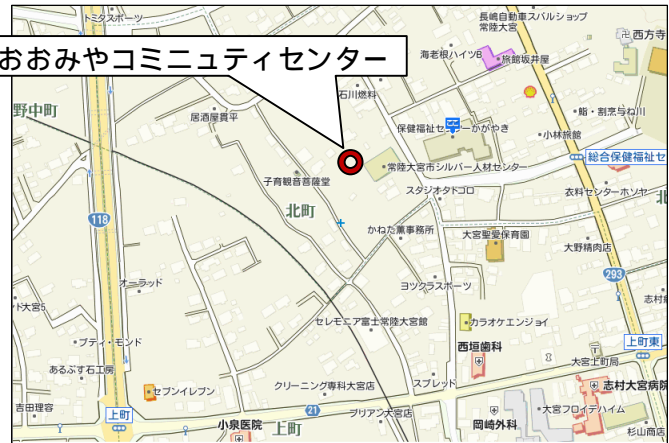 トミタスポーツ
長嶋自動車スバルショップ
常陸大宮
西方寺
海老根ハイツB
旅館坂井屋
おおみやコミニュティセンター
石川燃料
野中町
居酒屋貫平
保健福祉センターかがやき
鮨・割烹与ね川
小林旅館
総合保健福祉セ
常陸大宮市シルバー人材センター
子育観音菩薩堂
スタジオタトゴロ
衣料センターホソヤ
北町
北
118
かねた薫事務所
大宮聖愛保育園
大野精肉店
293
オーラッド
ヨツクラスポーツ
ド大宮5
志村
セレモニア富士常陸大宮館
カラオケエンジョイ
プティ・モンド
西垣歯科
上町東
大宮上町局
あるぷす石工房
セブンイレブン
クリーニング専科大宮店
スプレッド
志村大宮病院
吉田理容
上町
21
ブリアン大宮店
小泉医院
上町
岡崎外科
大宮フロイデハイム
杉山商店